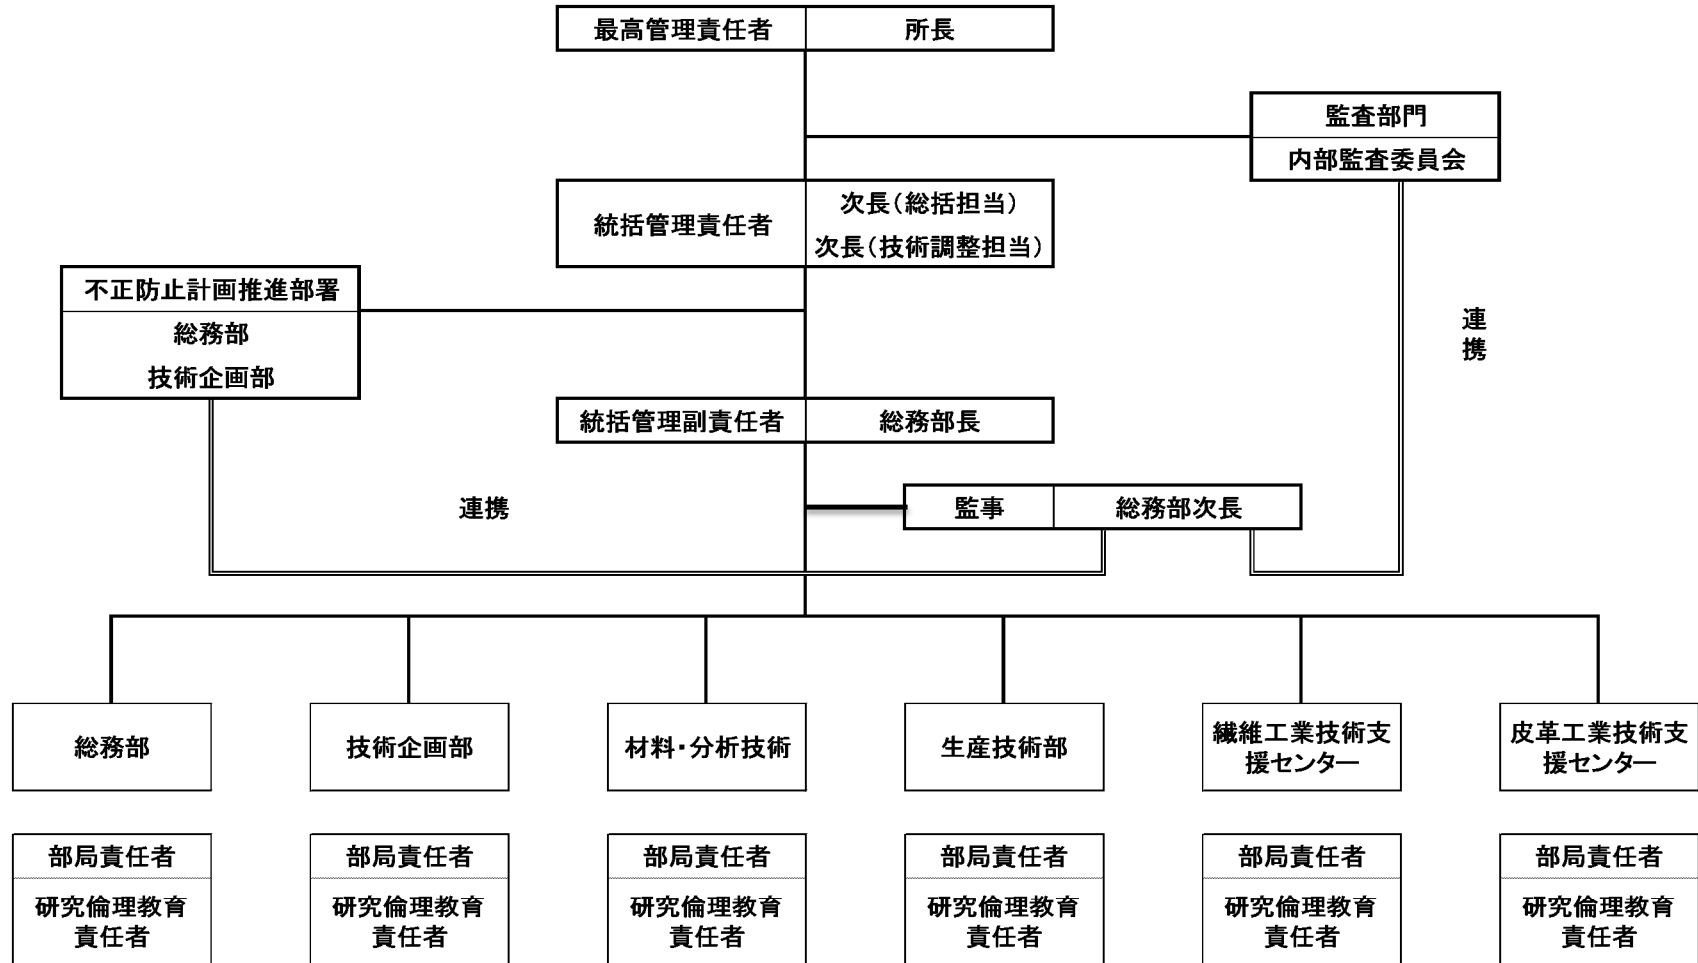 最高管理責任者 所長
監査部門
内部監査委員会
統括管理責任者
次長(総括担当)
次長(技術調整担当)
不正防止計画推進部署
総務部
技術企画部
連
携
統括管理副責任者 総務部長
連携
監事 総務部次長
総務部
技術企画部
材料・分析技術
生産技術部
繊維工業技術支
援センター
皮革工業技術支
援センター
部局責任者
研究倫理教育
責任者
部局責任者
研究倫理教育
責任者
部局責任者
研究倫理教育
責任者
部局責任者
研究倫理教育
責任者
部局責任者
研究倫理教育
責任者
部局責任者
研究倫理教育
責任者